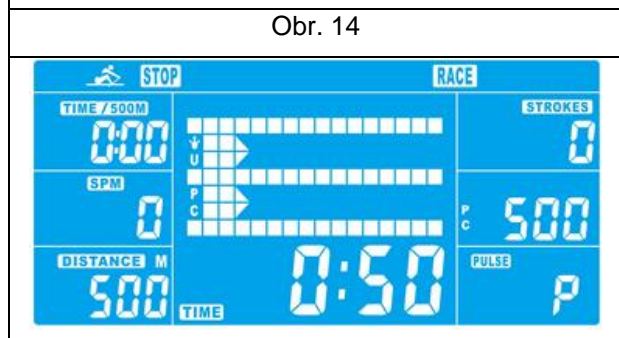 Obr. 14
STOP RACE
TIME/500M STROKES
0:00 0
U
SPM P
0 C P
C 500
DISTANCE M PULSE
500 TIME 0:50 P